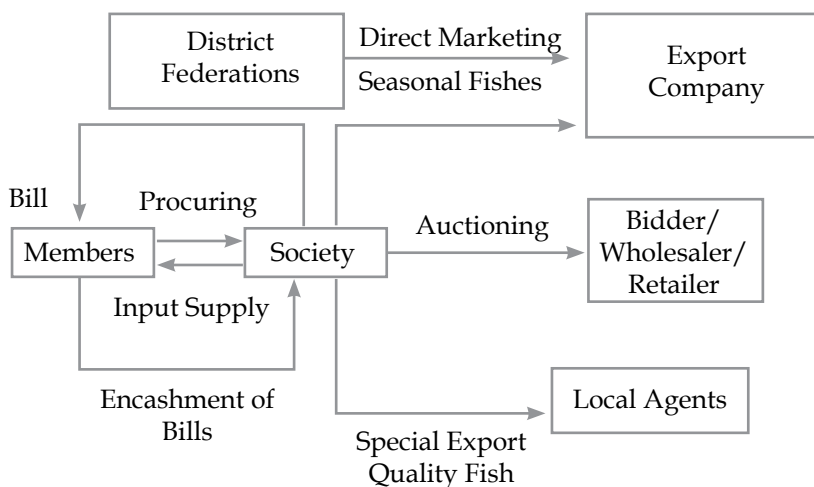 District
Federations
Direct Marketing
Seasonal Fishes
Export
Company
Bill
Procuring
Auctioning
Members
Society
Bidder/
Wholesaler/
Retailer
Input Supply
Encashment of
Bills
Local Agents
Special Export
Quality Fish